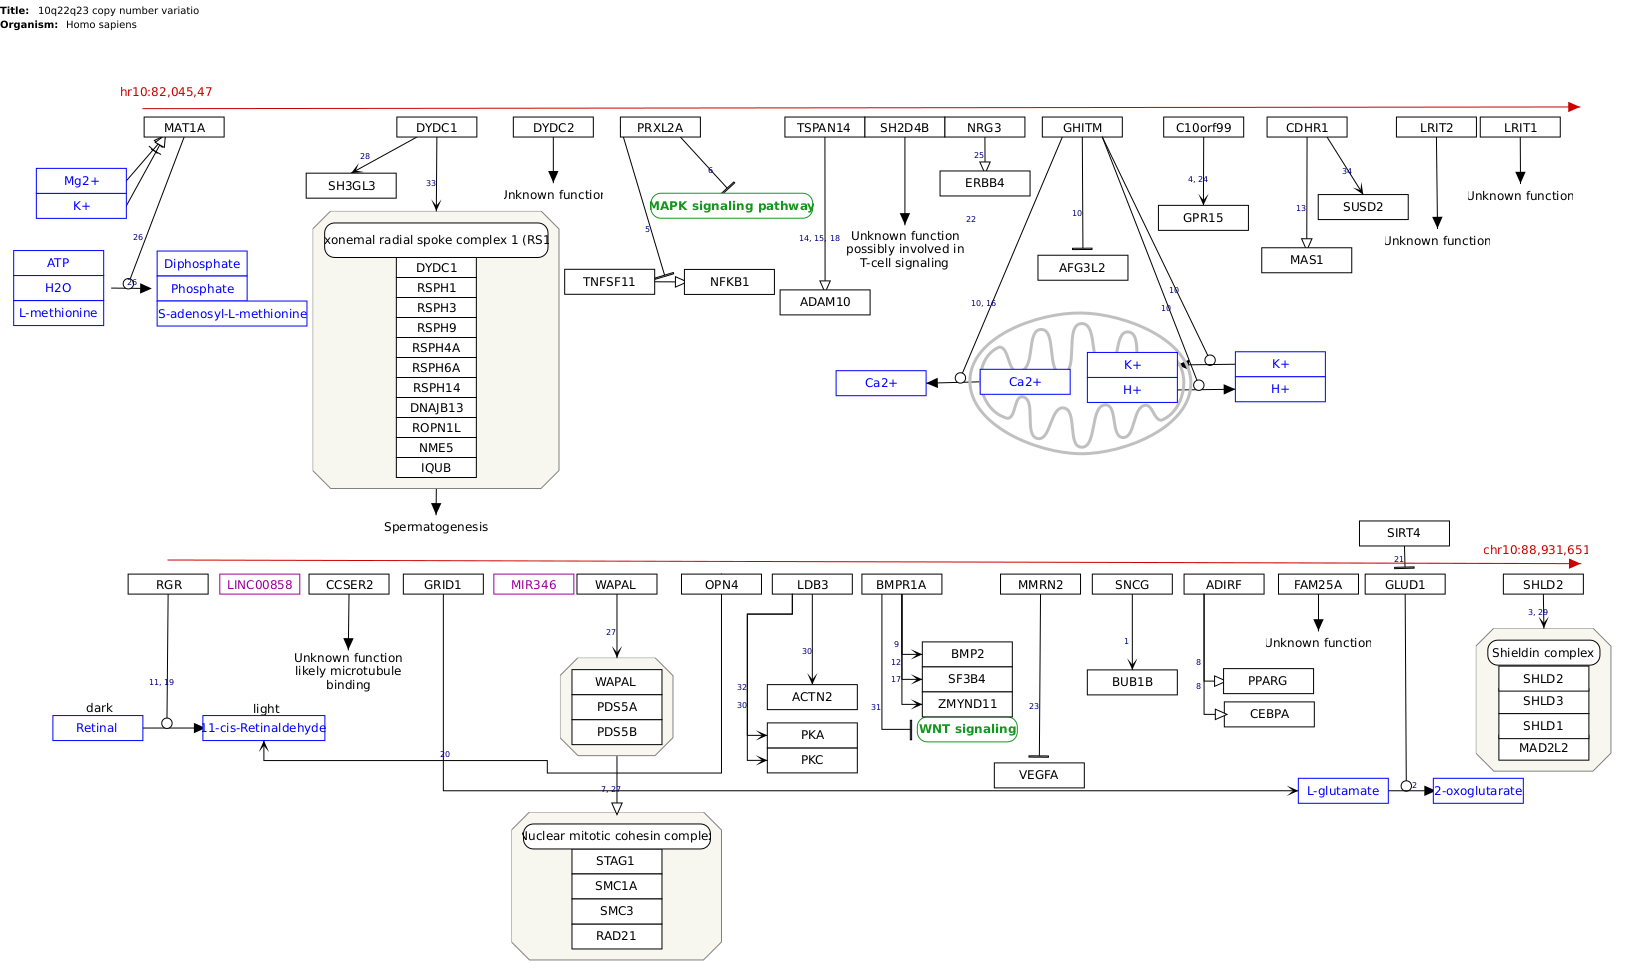 Title: 10q22q23 copy number variatio
Organism: Homo sapiens
hr10:82,045,47
MAT1A
DYDC1
DYDC2
PRXL2A
TSPAN14
SH2D4B
NRG3
GHITM
C10orf99
CDHR1
LRIT2
LRIT1
Mg2+
K+
26
ATP
H2O
L-methionine
26
Diphosphate
Phosphate
S-adenosyl-L-methionine
28
SH3GL3
33
xonemal radial spoke complex 1 (RS1
DYDC1
RSPH1
RSPH3
RSPH9
RSPH4A
RSPH6A
RSPH14
DNAJB13
ROPN1L
NME5
IQUB
Spermatogenesis
Unknown function
6
MAPK signaling pathway
5
TNFSF11
NFKB1
14, 15, 18
ADAM10
Unknown function
possibly involved in
T-cell signaling
25
ERBB4
22
10
AFG3L2
10, 16
10
10
Ca2+
Ca2+
K+
H+
K+
H+
4, 24
GPR15
34
SUSD2
13
MAS1
Unknown function
Unknown function
SIRT4
21
chr10:88,931,651
RGR
LINC00858
CCSER2
GRID1
MIR346
WAPAL
OPN4
LDB3
BMPR1A
MMRN2
SNCG
ADIRF
FAM25A
GLUD1
SHLD2
11, 19
dark
Retinal
light
11-cis-Retinaldehyde
Unknown function
likely microtubule
binding
20
27
WAPAL
PDS5A
PDS5B
7, 27
Nuclear mitotic cohesin comple
STAG1
SMC1A
SMC3
RAD21
30
ACTN2
32
30
PKA
PKC
9
12
17
31
BMP2
SF3B4
ZMYND11
WNT signaling
23
VEGFA
1
BUB1B
8
8
PPARG
CEBPA
Unknown function
L-glutamate
2
2-oxoglutarate
3, 29
Shieldin complex
SHLD2
SHLD3
SHLD1
MAD2L2